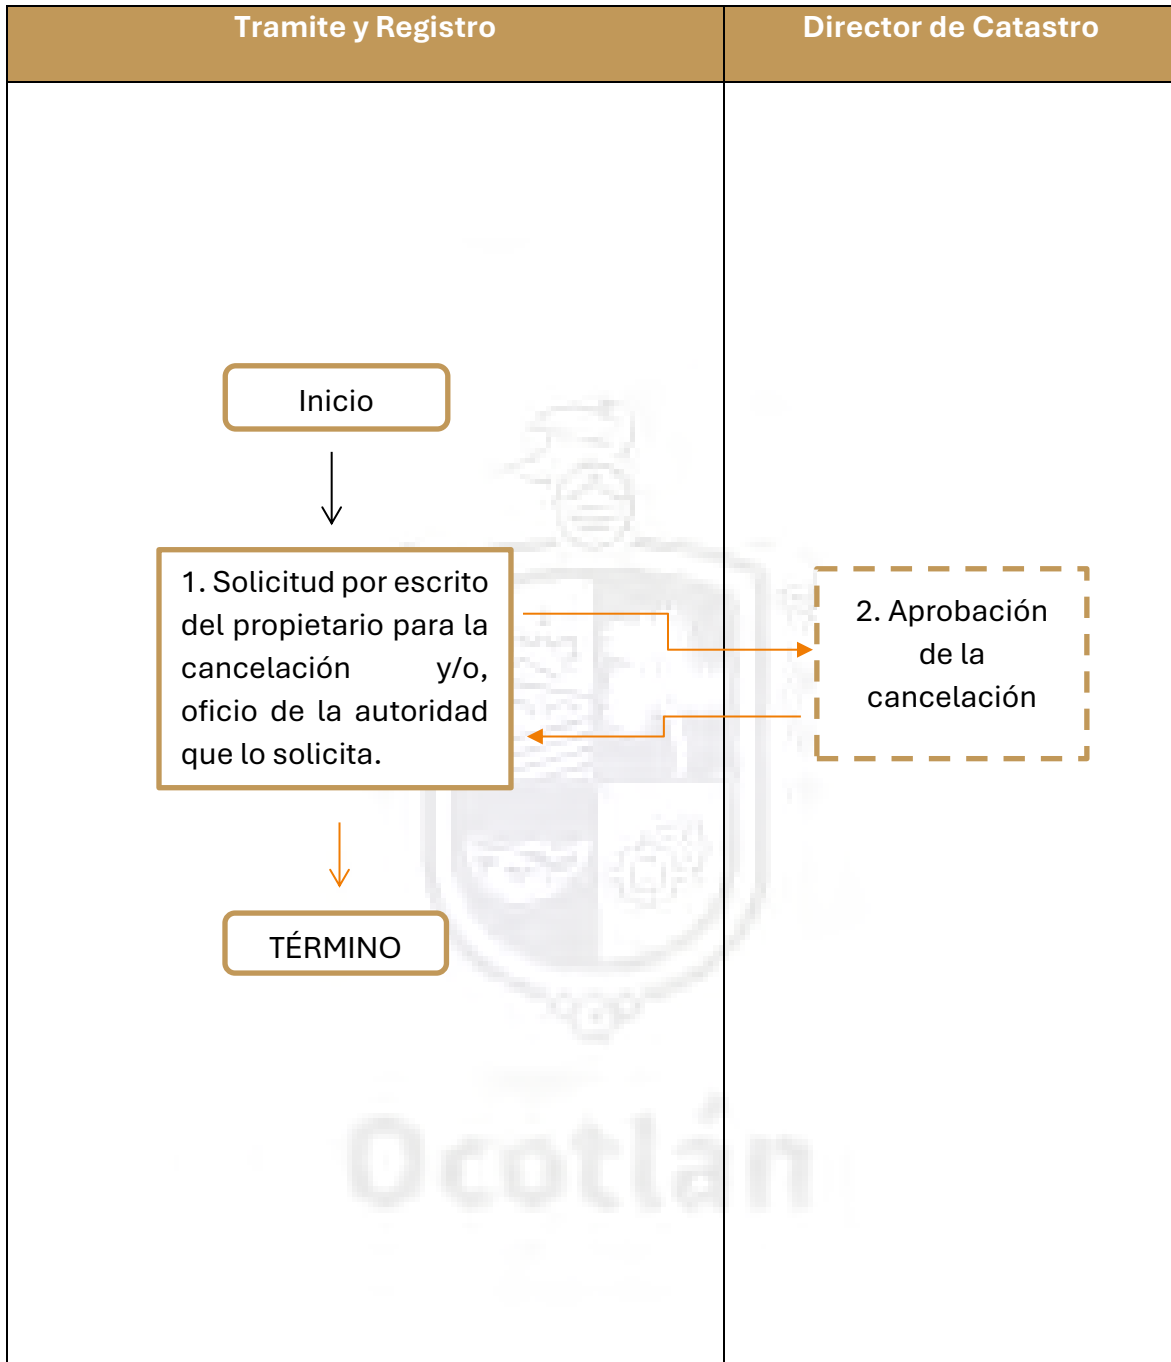 Tramite y Registro
Director de Catastro
Inicio
1. Solicitud por escrito
del propietario para la
cancelación y/o,
oficio de la autoridad
que lo solicita.
2. Aprobación
de la
cancelación
TÉRMINO
Ocotlán